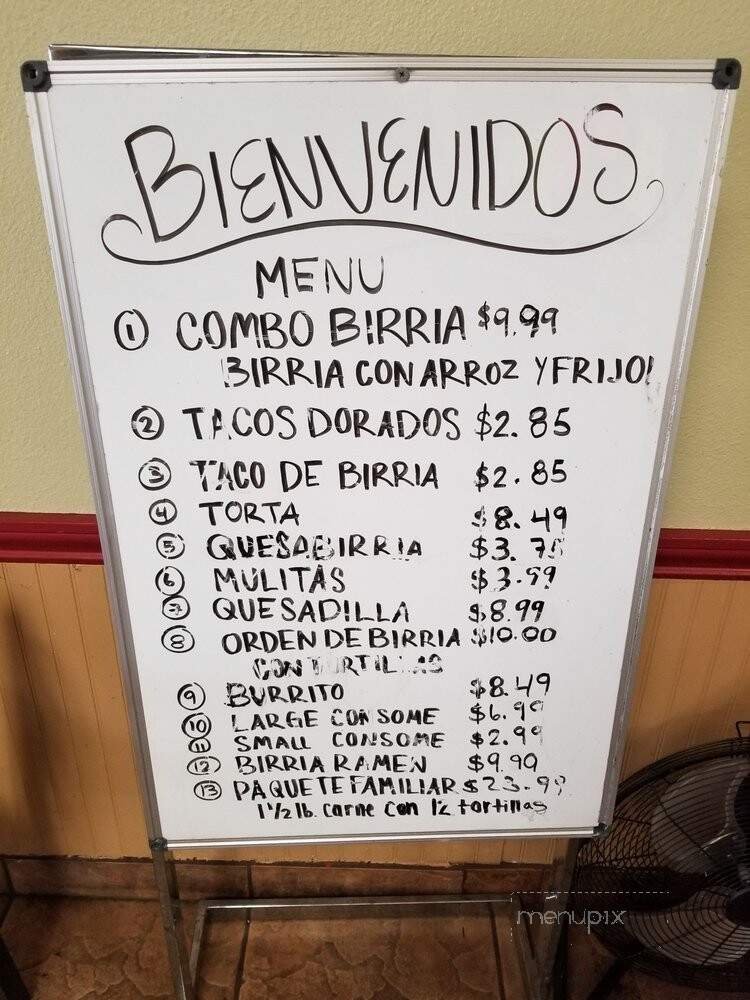 BIENVENIDOS
MENU
① COMBO BIRRIA $9.99
BIRRIA CON ARROZ Y FRIJOL
② TACOS DORADOS $2.85
③ TACO DE BIRRIA $2.85
④ TORTA $8.49
⑤ QUESABIRRIA $3.75
⑥ MULITAS $3.99
⑦ QUESADILLA $8.99
⑧ ORDEN DE BIRRIA $10.00
CON TORTILLAS
⑨ BURRITO $8.49
⑩ LARGE CONSOME $6.99
⑪ SMALL CONSOME $2.99
⑫ BIRRIA RAMEN $9.99
⑬ PAQUETE FAMILIAR $23.99
1 1/2 lb. carne con 12 tortillas
menupix